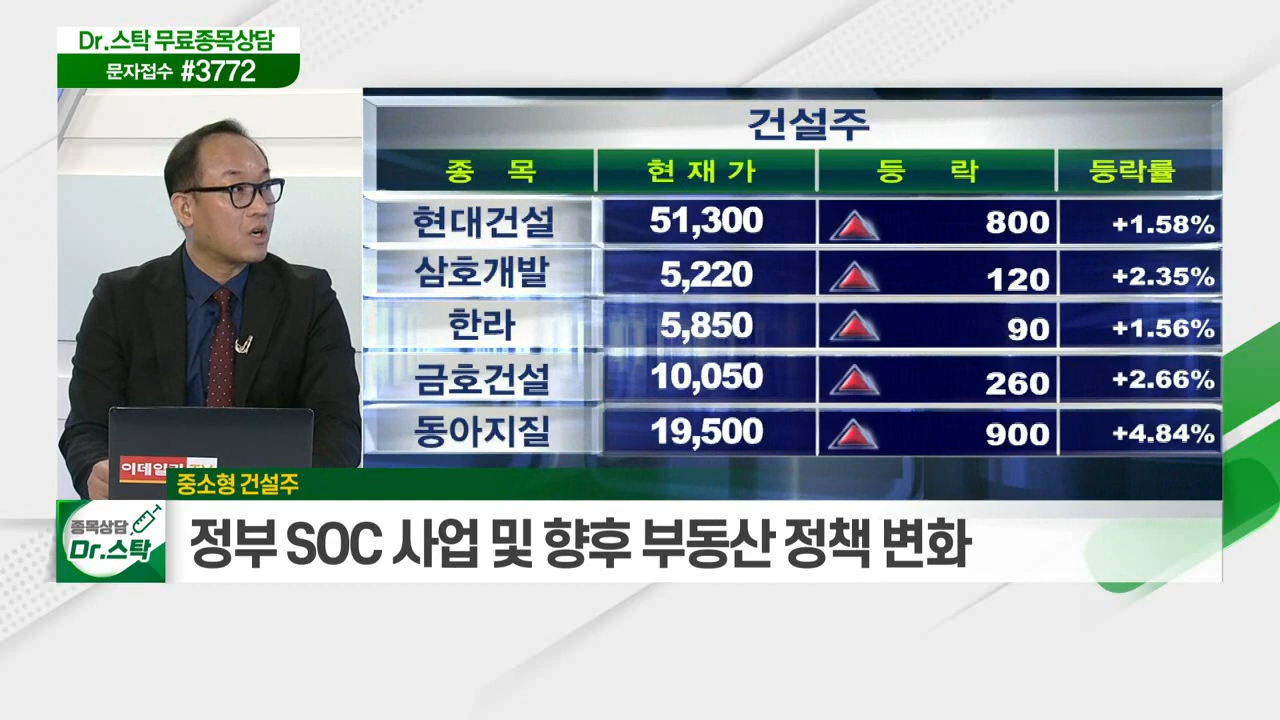 Dr.스탁 무료종목상담
문자접수 #3772
건설주
종 목 현 재 가 등 락 등락률
현대건설 51,300 800 +1.58%
삼호개발 5,220 120 +2.35%
한라 5,850 90 +1.56%
금호건설 10,050 260 +2.66%
동아지질 19,500 900 +4.84%
이데일리 TV
중소형 건설주
종목상담
Dr.스탁
정부 SOC 사업 및 향후 부동산 정책 변화